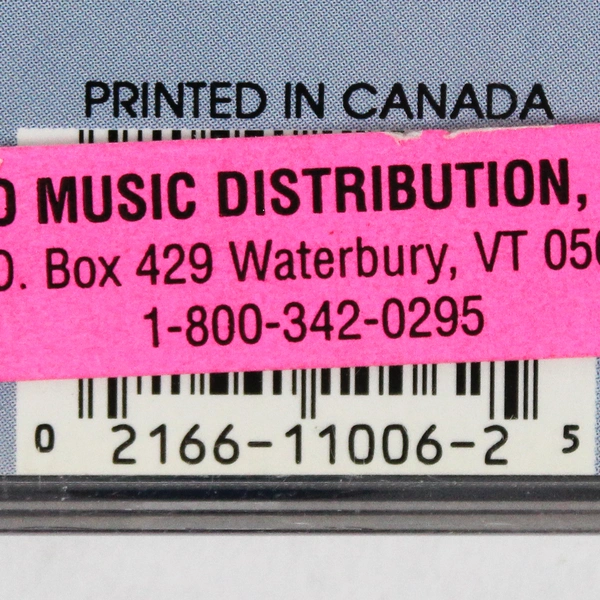 PRINTED IN CANADA
MUSIC DISTRIBUTION,
Box 429 Waterbury, VT
1-800-342-0295
0 2166-11006-2 5